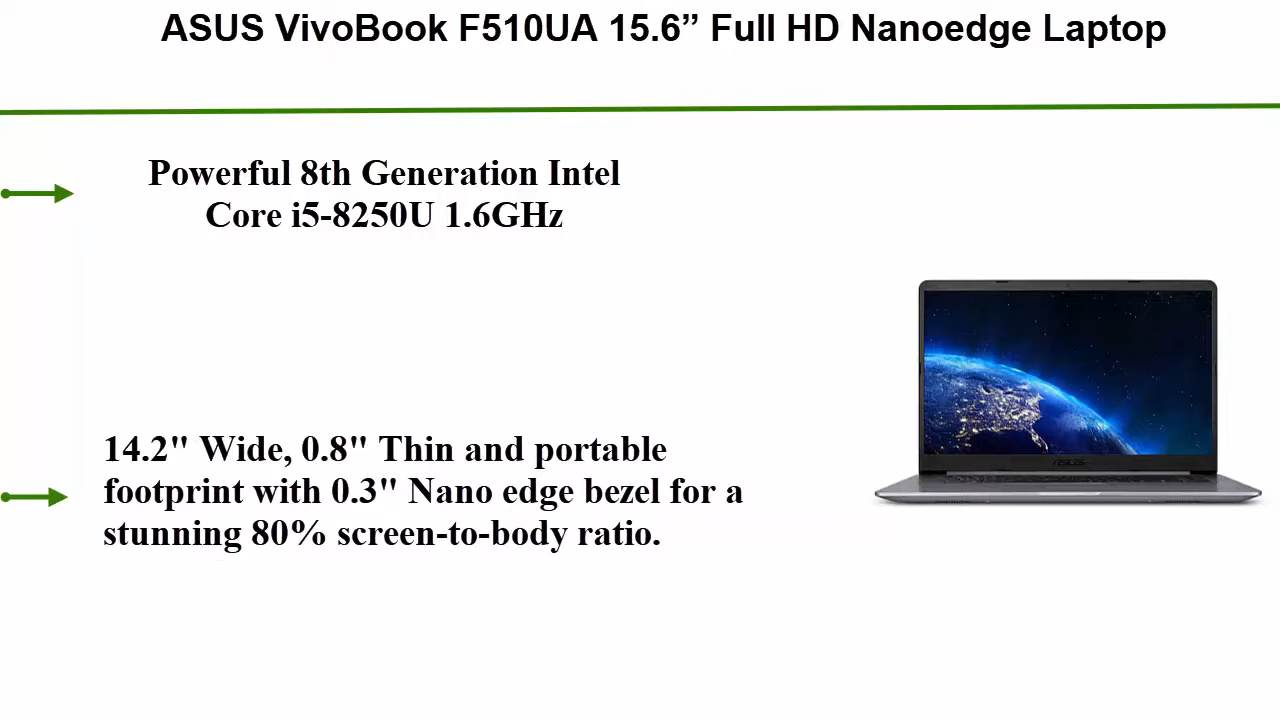 ASUS VivoBook F510UA 15.6” Full HD Nanoedge Laptop
Powerful 8th Generation Intel
Core i5-8250U 1.6GHz
14.2" Wide, 0.8" Thin and portable
footprint with 0.3" Nano edge bezel for a
stunning 80% screen-to-body ratio.
ASUS